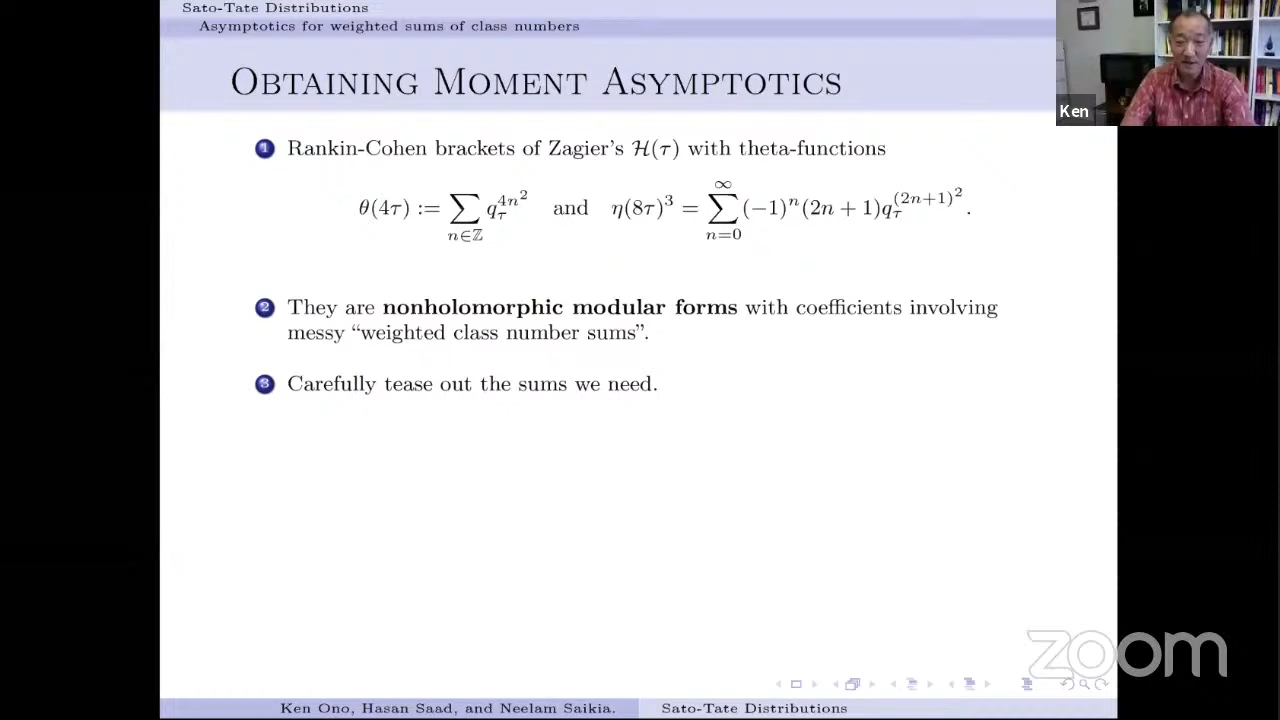 Sato-Tate Distributions
Asymptotics for weighted sums of class numbers
Obtaining Moment Asymptotics
Ken
1 Rankin-Cohen brackets of Zagier's ℋ(τ) with theta-functions
θ(4τ) := ∑_{n∈ℤ} q_τ^{4n^2} and η(8τ)^3 = ∑_{n=0}^{∞} (−1)^n(2n + 1)q_τ^{(2n+1)^2}.
2 They are nonholomorphic modular forms with coefficients involving
messy “weighted class number sums”.
3 Carefully tease out the sums we need.
zoom
Ken Ono, Hasan Saad, and Neelam Saikia.
Sato-Tate Distributions